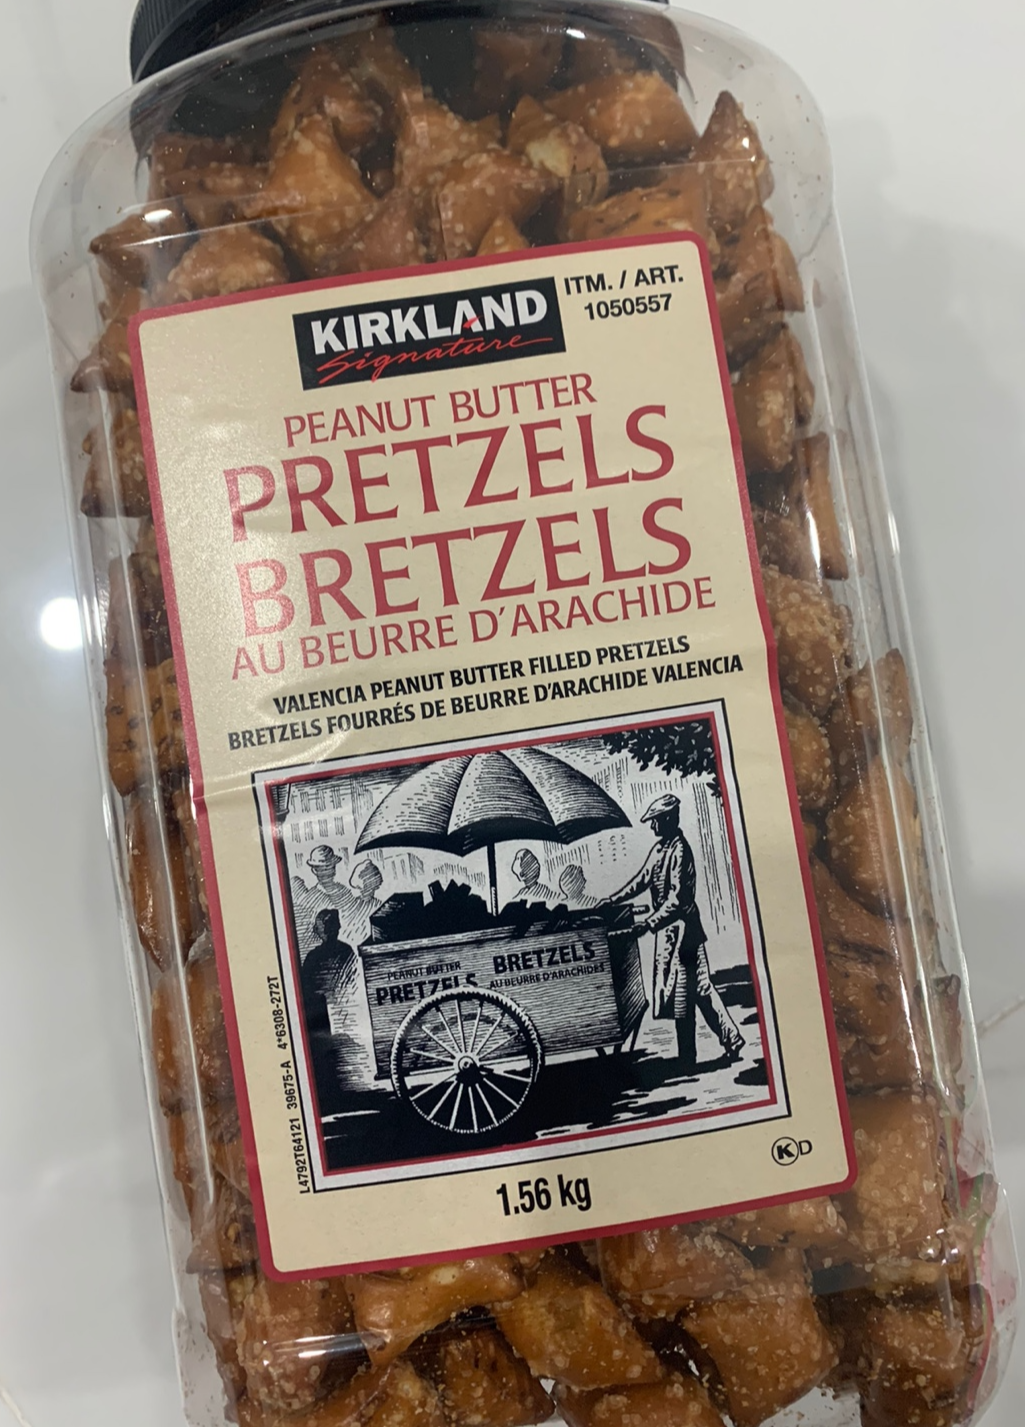 KIRKLAND
Signature
ITM. / ART.
1050557
PEANUT BUTTER
PRETZELS
BRETZELS
AU BEURRE D'ARACHIDE
VALENCIA PEANUT BUTTER FILLED PRETZELS
BRETZELS FOURRÉS DE BEURRE D'ARACHIDE VALENCIA
PEANUT BUTTER
PRETZELS
BRETZELS
AU BEURRE D'ARACHIDES
L4792T64121 39675-A 4*6308-272T
KD
1.56 kg